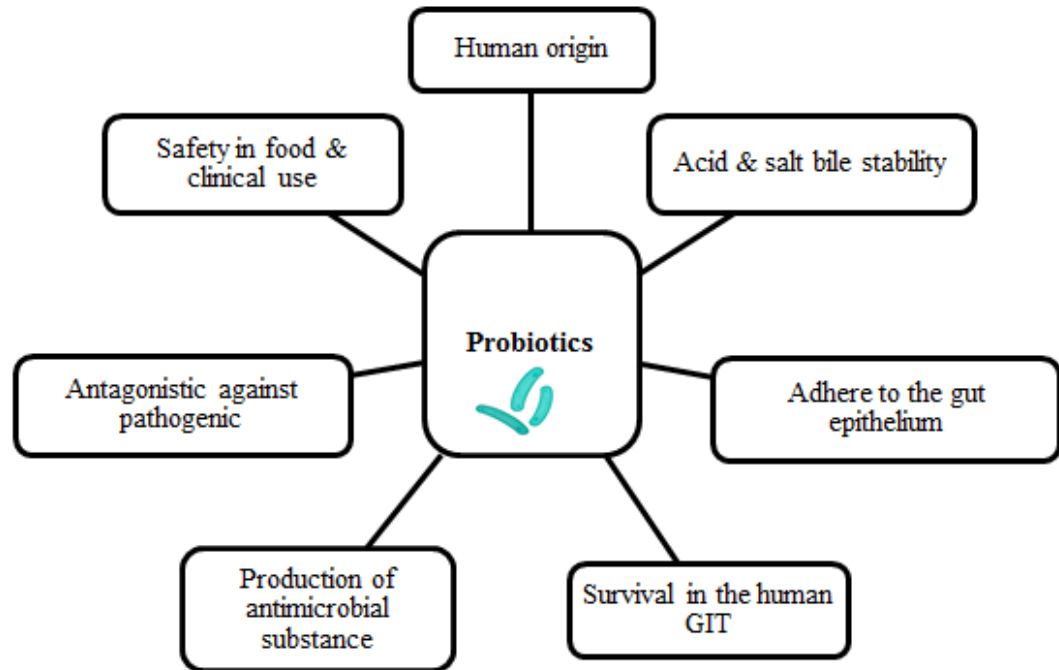 Human origin
Safety in food &
clinical use
Acid & salt bile stability
Probiotics
Antagonistic against
pathogenic
Adhere to the gut
epithelium
Production of
antimicrobial
substance
Survival in the human
GIT